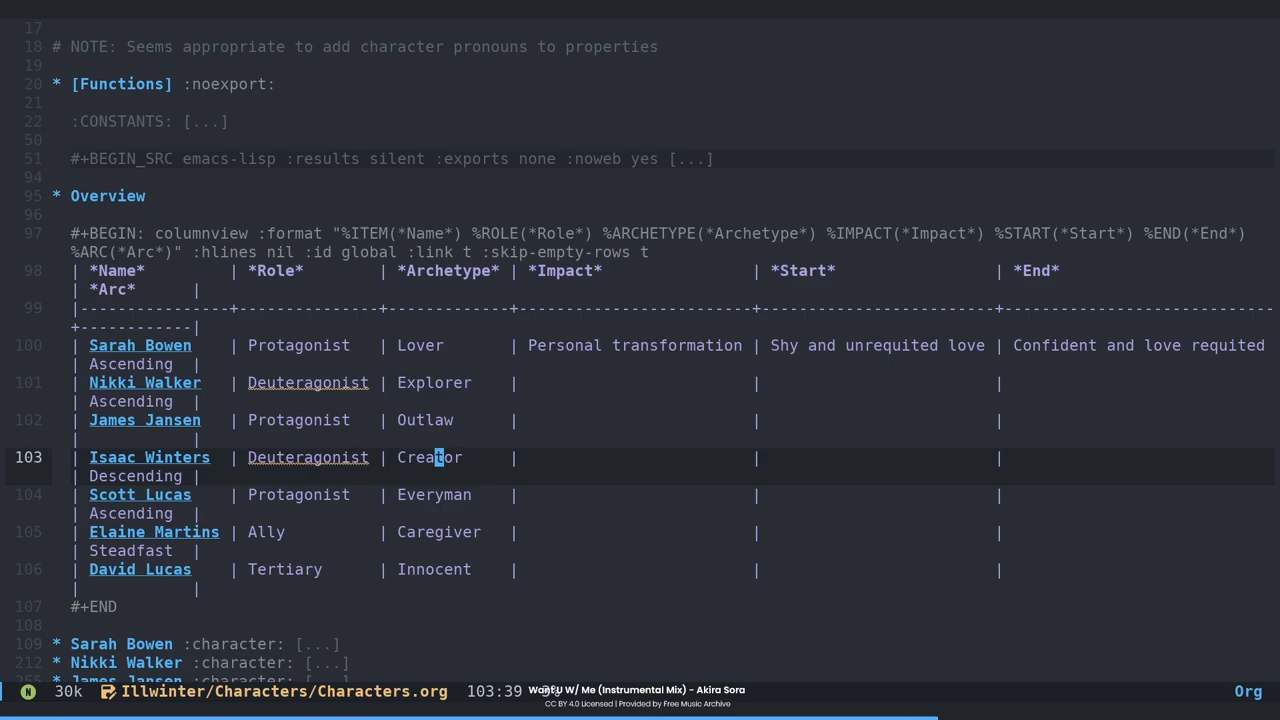 17
18 # NOTE: Seems appropriate to add character pronouns to properties
19
20 * [Functions] :noexport:
21
22 :CONSTANTS: [...]
50
51 #+BEGIN_SRC emacs-lisp :results silent :exports none :noweb yes [...]
94
95 * Overview
96
97 #+BEGIN: columnview :format "%ITEM(*Name*) %ROLE(*Role*) %ARCHETYPE(*Archetype*) %IMPACT(*Impact*) %START(*Start*) %END(*End*)
%ARC(*Arc*)" :hlines nil :id global :link t :skip-empty-rows t
98 | *Name* | *Role* | *Archetype* | *Impact* | *Start* | *End*
| *Arc* |
99 |----------------+---------------+-------------+-------------------------+-------------------------+-----------------------------
+------------|
100 | Sarah Bowen | Protagonist | Lover | Personal transformation | Shy and unrequited love | Confident and love requited
| Ascending |
101 | Nikki Walker | Deuteragonist | Explorer | | |
| Ascending |
102 | James Jansen | Protagonist | Outlaw | | |
| |
103 | Isaac Winters | Deuteragonist | Creator | | |
| Descending |
104 | Scott Lucas | Protagonist | Everyman | | |
| Ascending |
105 | Elaine Martins | Ally | Caregiver | | |
| Steadfast |
106 | David Lucas | Tertiary | Innocent | | |
| |
107 #+END
108
109 * Sarah Bowen :character: [...]
212 * Nikki Walker :character: [...]
255 * James Jansen :character: [...]
N 30k Illwinter/Characters/Characters.org 103:39 Org
W/ Me (Instrumental Mix) - Akira Sora
CC BY 4.0 Licensed | Provided by Free Music Archive